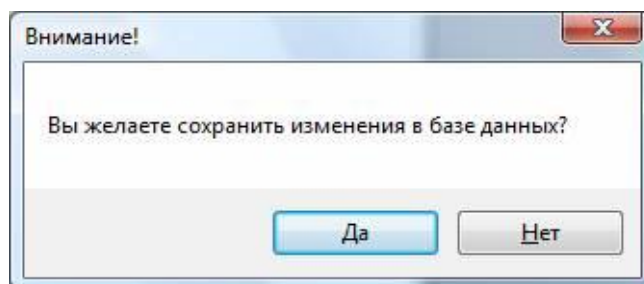 Внимание!
Вы желаете сохранить изменения в базе данных?
Да
Нет